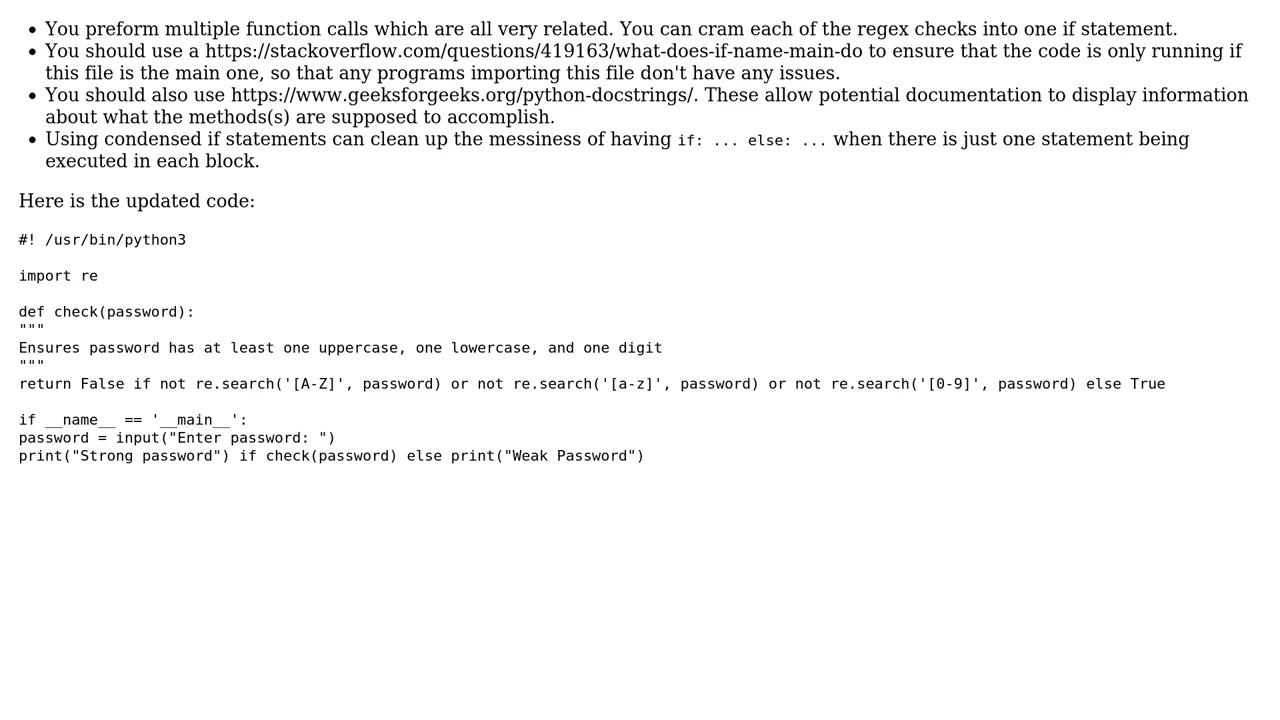 • You preform multiple function calls which are all very related. You can cram each of the regex checks into one if statement.
• You should use a https://stackoverflow.com/questions/419163/what-does-if-name-main-do to ensure that the code is only running if
this file is the main one, so that any programs importing this file don't have any issues.
• You should also use https://www.geeksforgeeks.org/python-docstrings/. These allow potential documentation to display information
about what the methods(s) are supposed to accomplish.
• Using condensed if statements can clean up the messiness of having if: ... else: ... when there is just one statement being
executed in each block.
Here is the updated code:
#! /usr/bin/python3
import re
def check(password):
"""
Ensures password has at least one uppercase, one lowercase, and one digit
"""
return False if not re.search('[A-Z]', password) or not re.search('[a-z]', password) or not re.search('[0-9]', password) else True
if __name__ == '__main__':
password = input("Enter password: ")
print("Strong password") if check(password) else print("Weak Password")